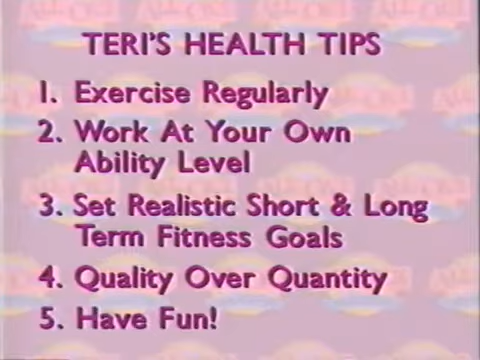 TERI'S HEALTH TIPS
1. Exercise Regularly
2. Work At Your Own
Ability Level
3. Set Realistic Short & Long
Term Fitness Goals
4. Quality Over Quantity
5. Have Fun!